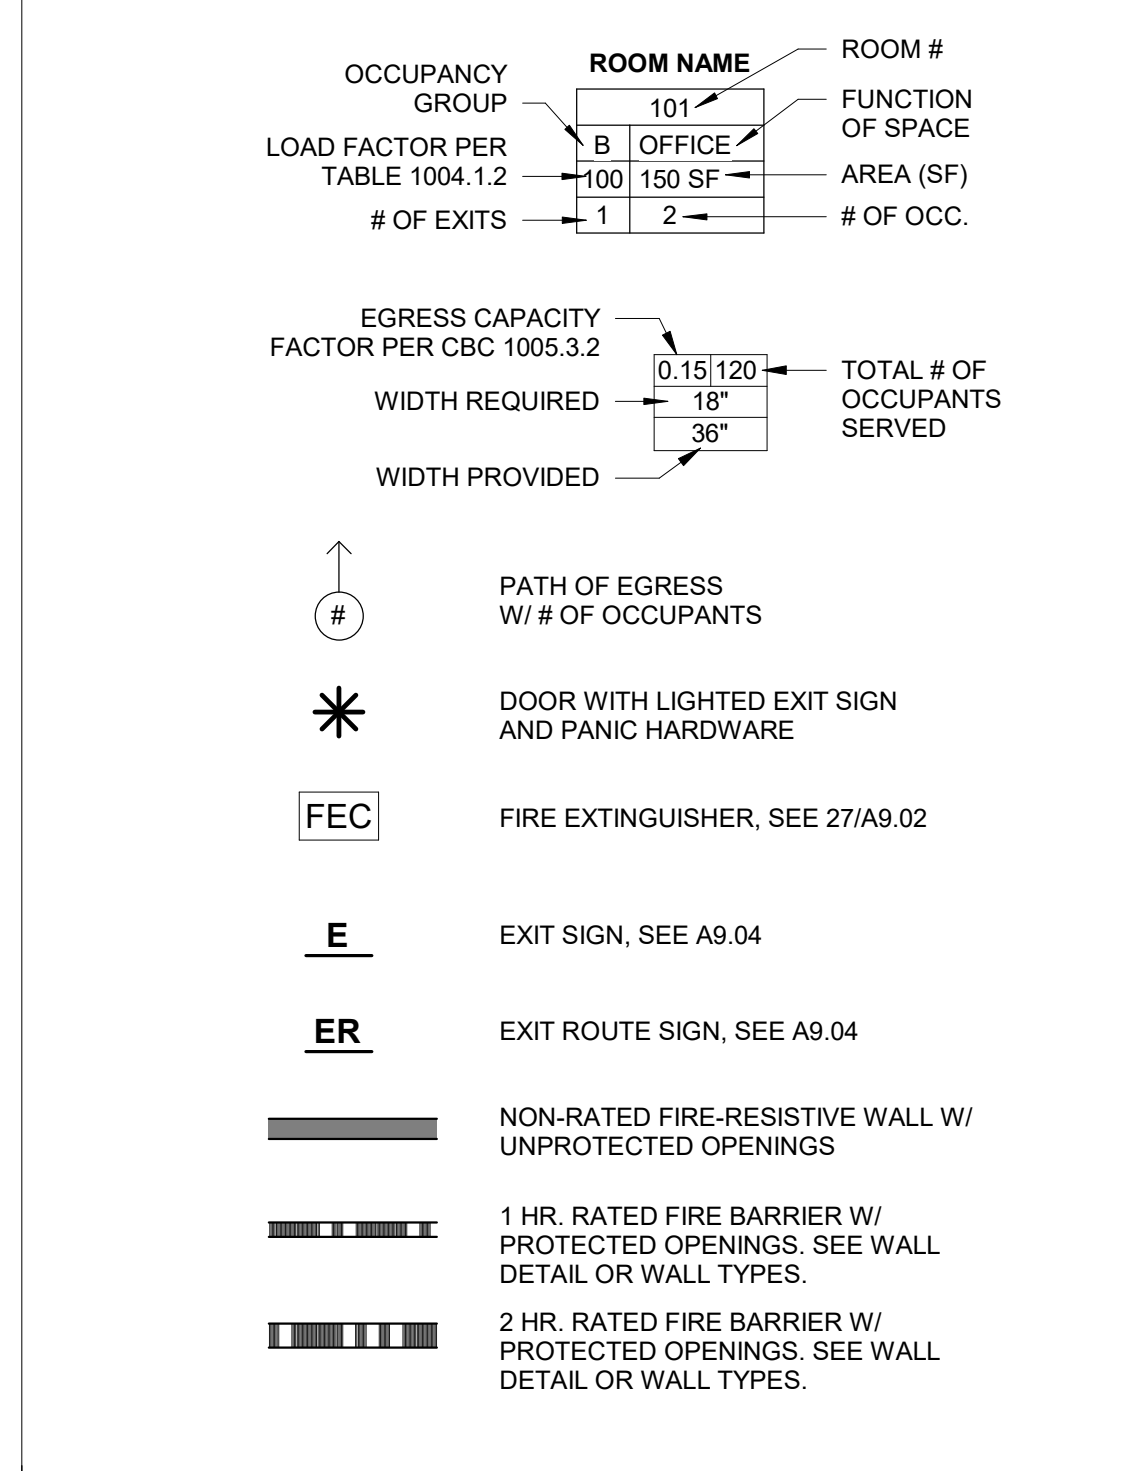 ROOM NAME
OCCUPANCY
GROUP
LOAD FACTOR PER
TABLE 1004.1.2
# OF EXITS
101
B OFFICE
100 150 SF
1 2
ROOM #
FUNCTION
OF SPACE
AREA (SF)
# OF OCC.
EGRESS CAPACITY
FACTOR PER CBC 1005.3.2
WIDTH REQUIRED
WIDTH PROVIDED
0.15 120
18"
36"
TOTAL # OF
OCCUPANTS
SERVED
#
PATH OF EGRESS
W/ # OF OCCUPANTS
DOOR WITH LIGHTED EXIT SIGN
AND PANIC HARDWARE
FEC
FIRE EXTINGUISHER, SEE 27/A9.02
E
EXIT SIGN, SEE A9.04
ER
EXIT ROUTE SIGN, SEE A9.04
NON-RATED FIRE-RESISTIVE WALL W/
UNPROTECTED OPENINGS
1 HR. RATED FIRE BARRIER W/
PROTECTED OPENINGS. SEE WALL
DETAIL OR WALL TYPES.
2 HR. RATED FIRE BARRIER W/
PROTECTED OPENINGS. SEE WALL
DETAIL OR WALL TYPES.